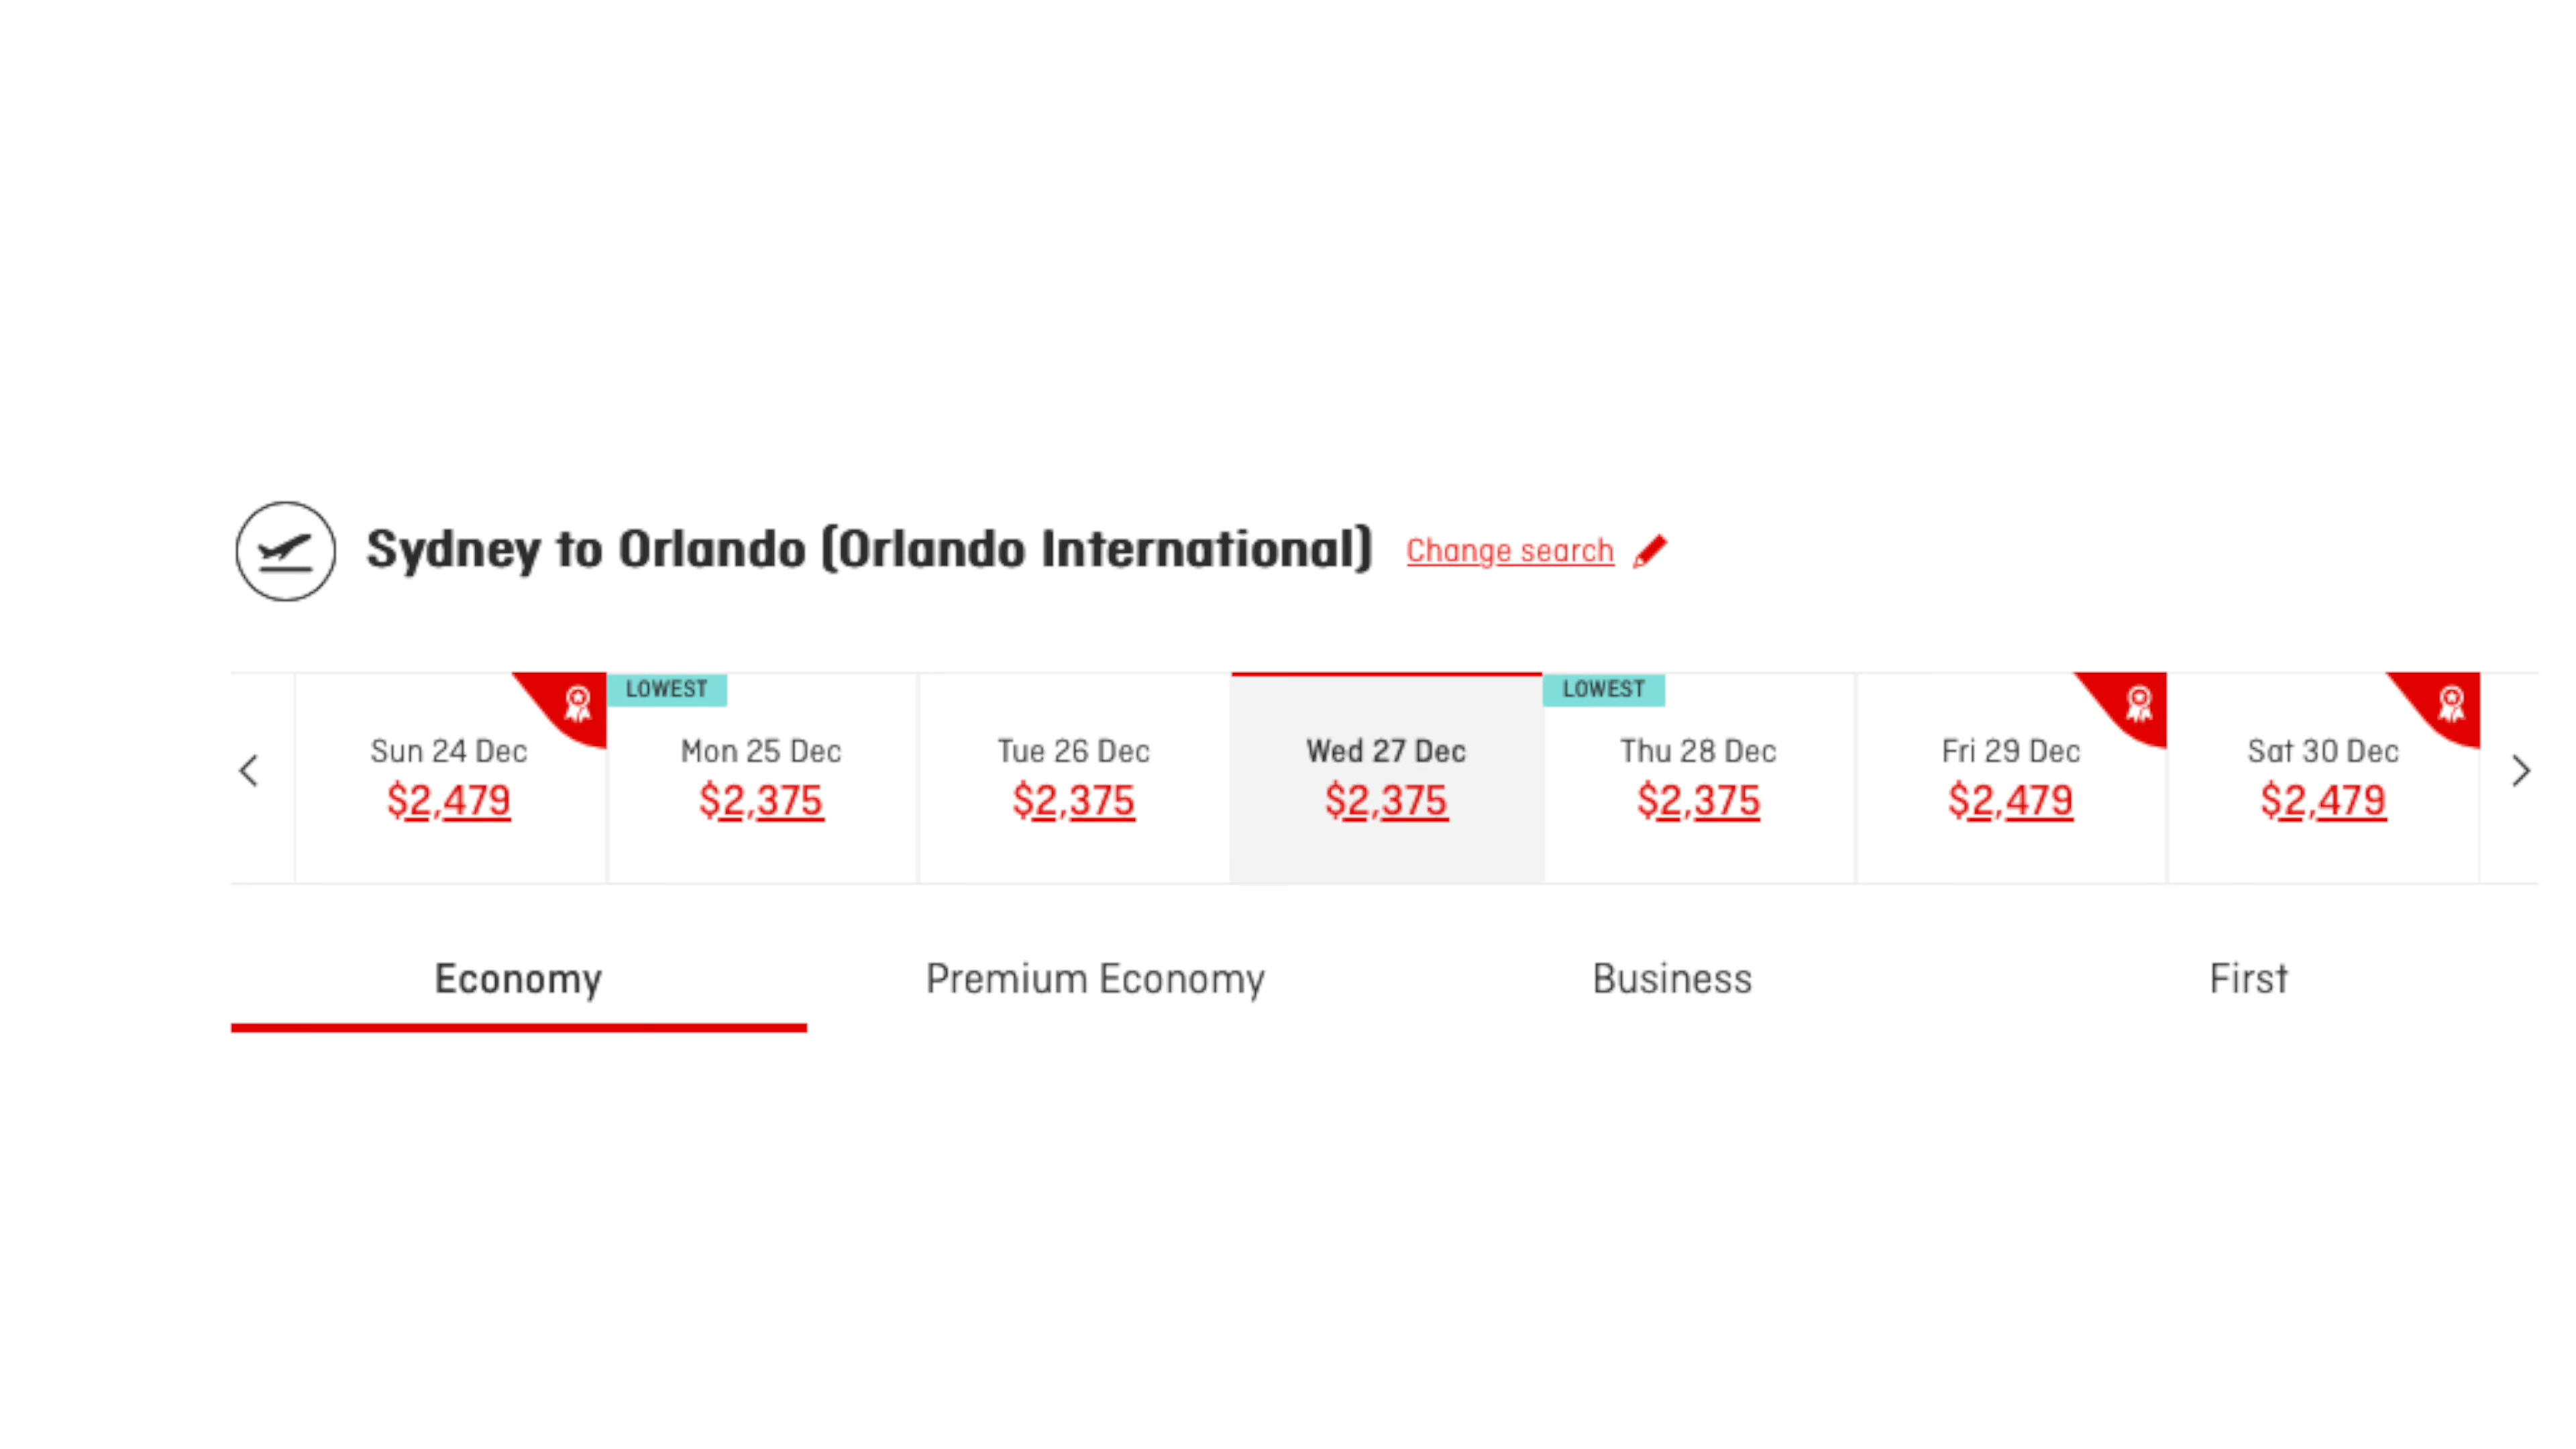 Sydney to Orlando (Orlando International) Change search
LOWEST LOWEST
Sun 24 Dec Mon 25 Dec Tue 26 Dec Wed 27 Dec Thu 28 Dec Fri 29 Dec Sat 30 Dec
$2,479 $2,375 $2,375 $2,375 $2,375 $2,479 $2,479
Economy Premium Economy Business First